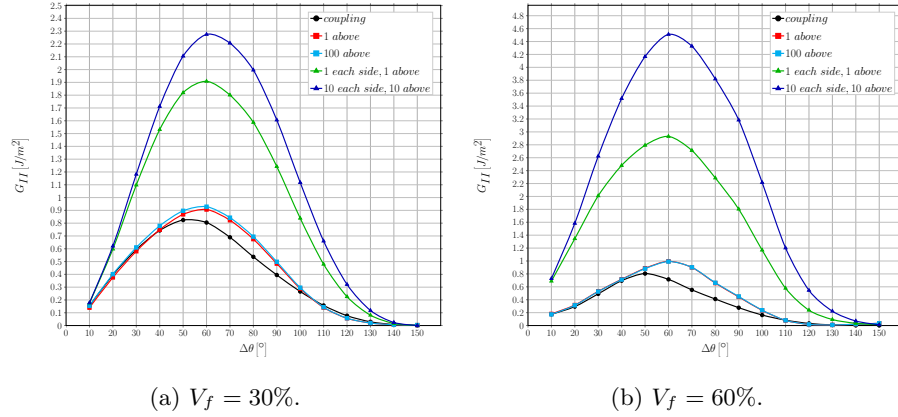 2.5
2.4
2.3
2.2
2.1
2
1.9
1.8
1.7
1.6
1.5
1.4
1.3
1.2
1.1
1
0.9
0.8
0.7
0.6
0.5
0.4
0.3
0.2
0.1
0
G_{II} [J/m²]
coupling
1 above
100 above
1 each side, 1 above
10 each side, 10 above
10 20 30 40 50 60 70 80 90 100 110 120 130 140 150
Δθ [°]
(a) V_f = 30%.
4.8
4.6
4.4
4.2
4
3.8
3.6
3.4
3.2
3
2.8
2.6
2.4
2.2
2
1.8
1.6
1.4
1.2
1
0.8
0.6
0.4
0.2
0
G_{II} [J/m²]
coupling
1 above
100 above
1 each side, 1 above
10 each side, 10 above
10 20 30 40 50 60 70 80 90 100 110 120 130 140 150
Δθ [°]
(b) V_f = 60%.